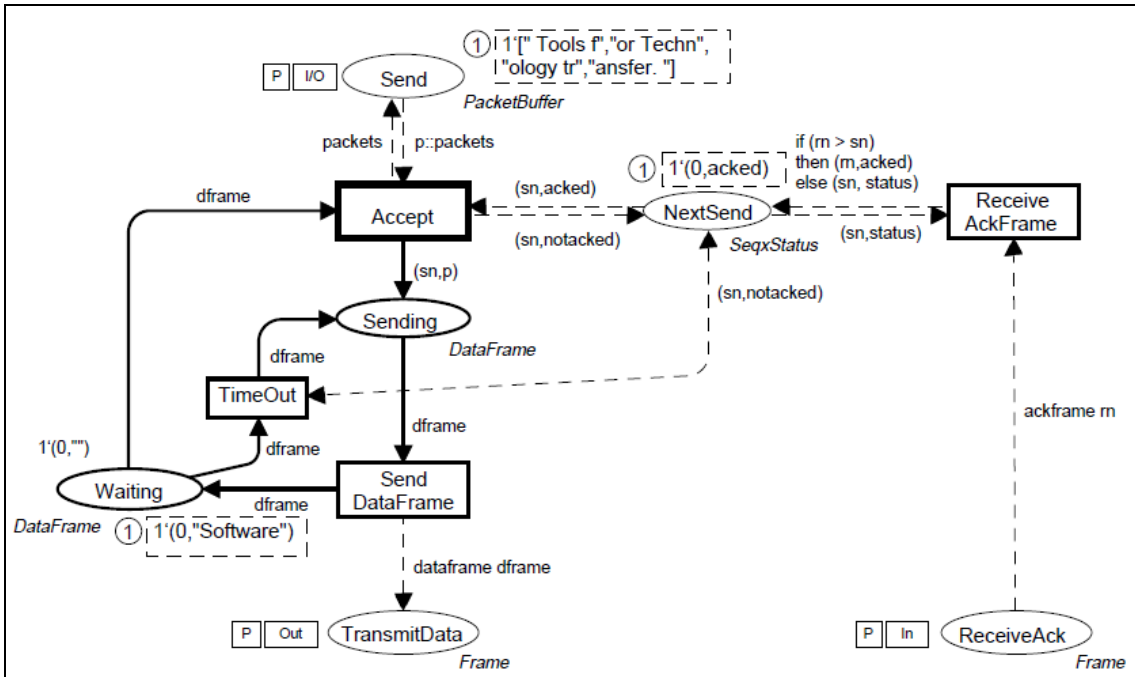 1 1‘[" Tools f","or Techn",
"ology tr","ansfer. "]
P I/O Send
PacketBuffer
packets p::packets
if (rn > sn)
then (rn,acked)
else (sn, status)
1 1‘(0,acked)
dframe
(sn,acked)
Accept
NextSend
Receive
AckFrame
(sn,notacked)
SeqxStatus
(sn,status)
(sn,p)
(sn,notacked)
Sending
DataFrame
dframe
TimeOut
ackframe rn
dframe
1‘(0,"")
dframe
Waiting
Send
DataFrame
dframe
DataFrame
1 1‘(0,"Software")
dataframe dframe
P Out TransmitData
Frame
P In ReceiveAck
Frame